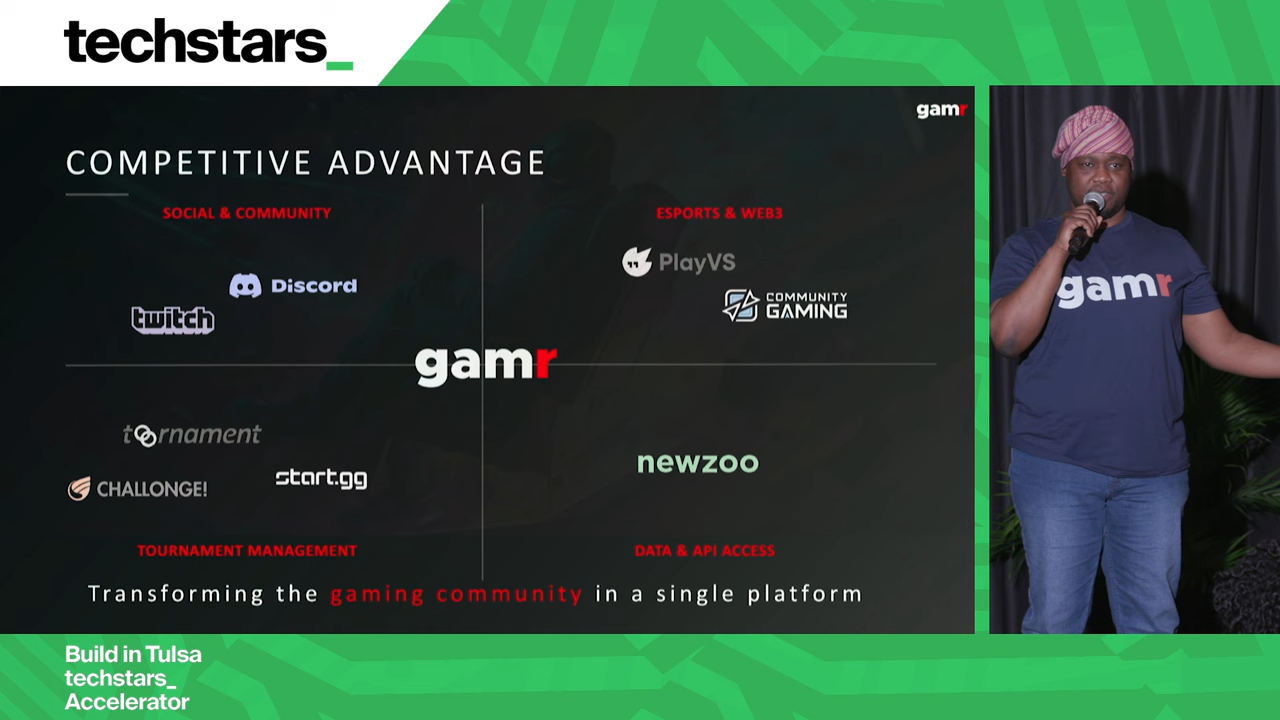 techstars_
gamr
COMPETITIVE ADVANTAGE
SOCIAL & COMMUNITY
ESPORTS & WEB3
Discord
twitch
PlayVS
COMMUNITY
GAMING
gamr
gamr
toornament
CHALLONGE!
start.gg
newzoo
TOURNAMENT MANAGEMENT
DATA & API ACCESS
Transforming the gaming community in a single platform
Build in Tulsa
techstars_
Accelerator